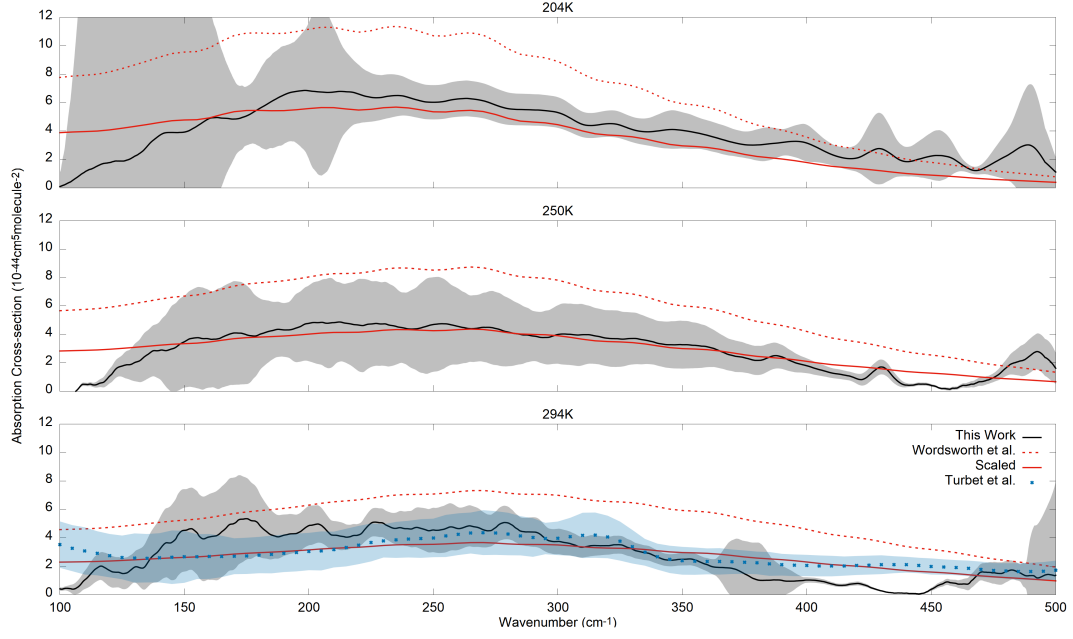 204K
12
10
8
6
4
2
0
250K
12
10
8
6
4
2
0
Absorption Cross-section (10-44cm5molecule-2)
294K
12
10
8
6
4
2
0
This Work
Wordsworth et al.
Scaled
Turbet et al.
100 150 200 250 300 350 400 450 500
Wavenumber (cm-1)